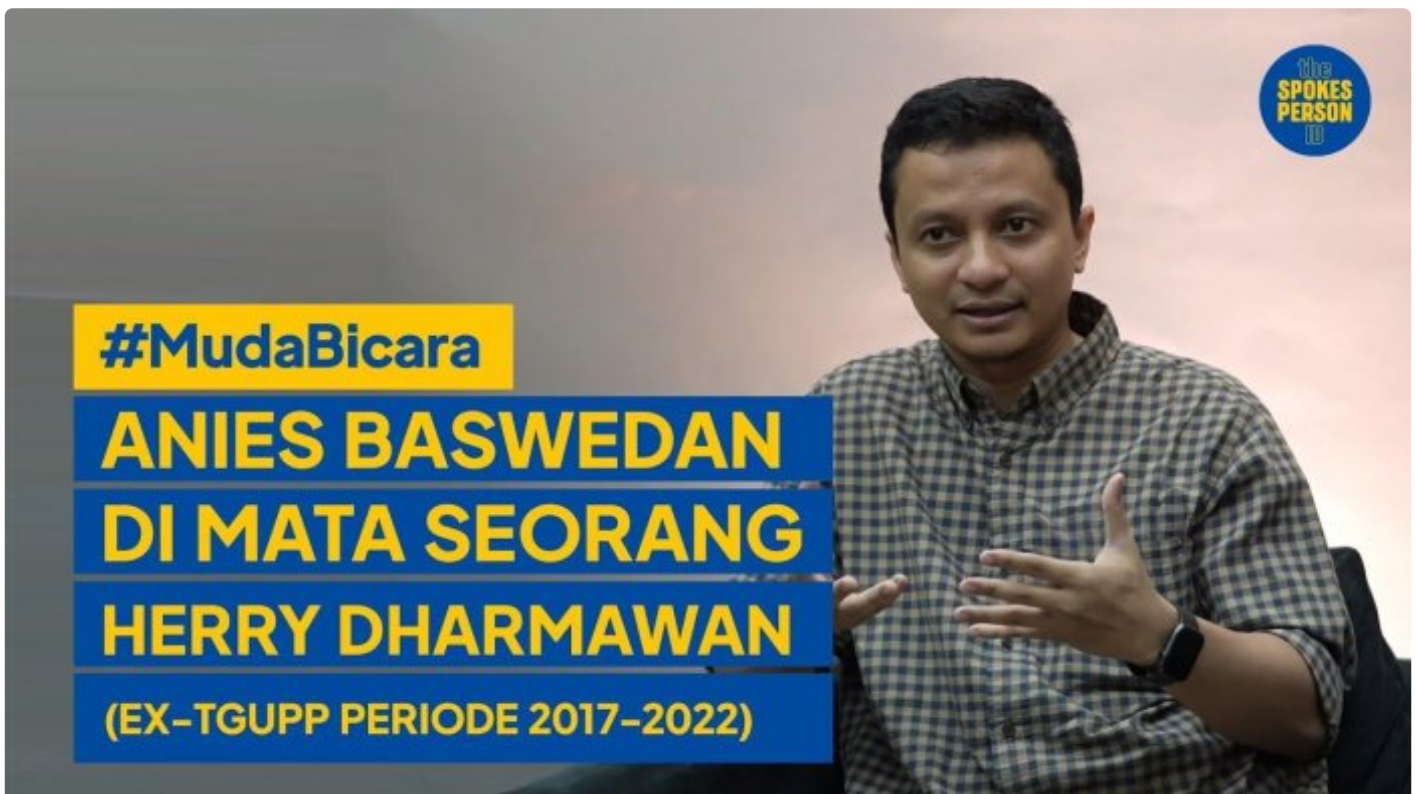 the
SPOKES
PERSON
ID
#MudaBicara
ANIES BASWEDAN
DI MATA SEORANG
HERRY DHARMAWAN
(EX-TGUPP PERIODE 2017-2022)